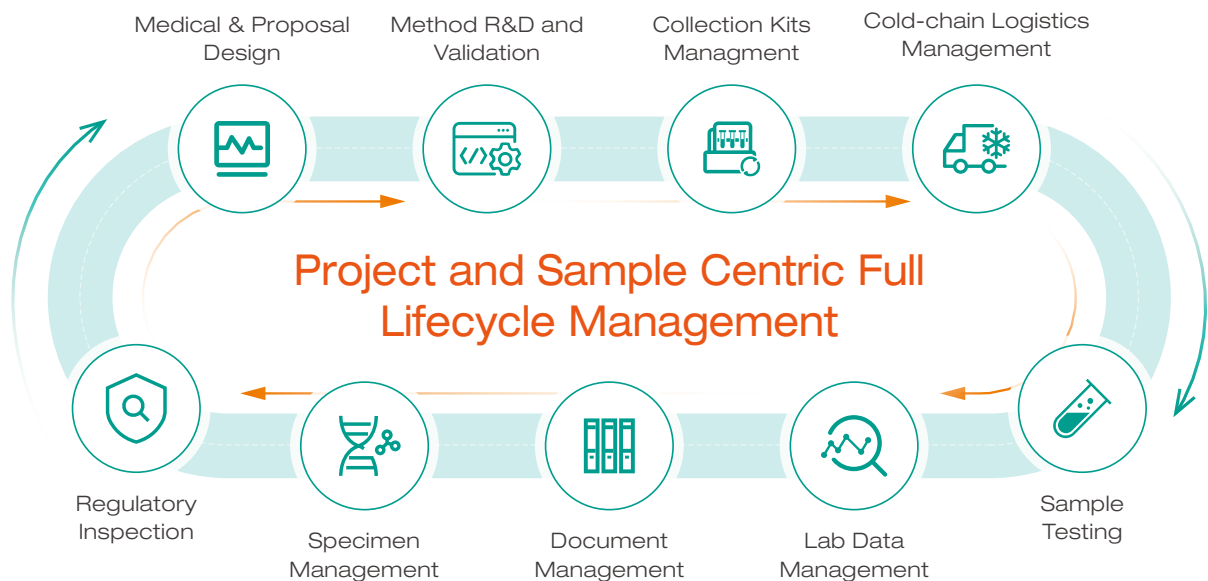 Medical & Proposal
Design
Method R&D and
Validation
Collection Kits
Managment
Cold-chain Logistics
Management
</>
Project and Sample Centric Full
Lifecycle Management
Regulatory
Inspection
Specimen
Management
Document
Management
Lab Data
Management
Sample
Testing